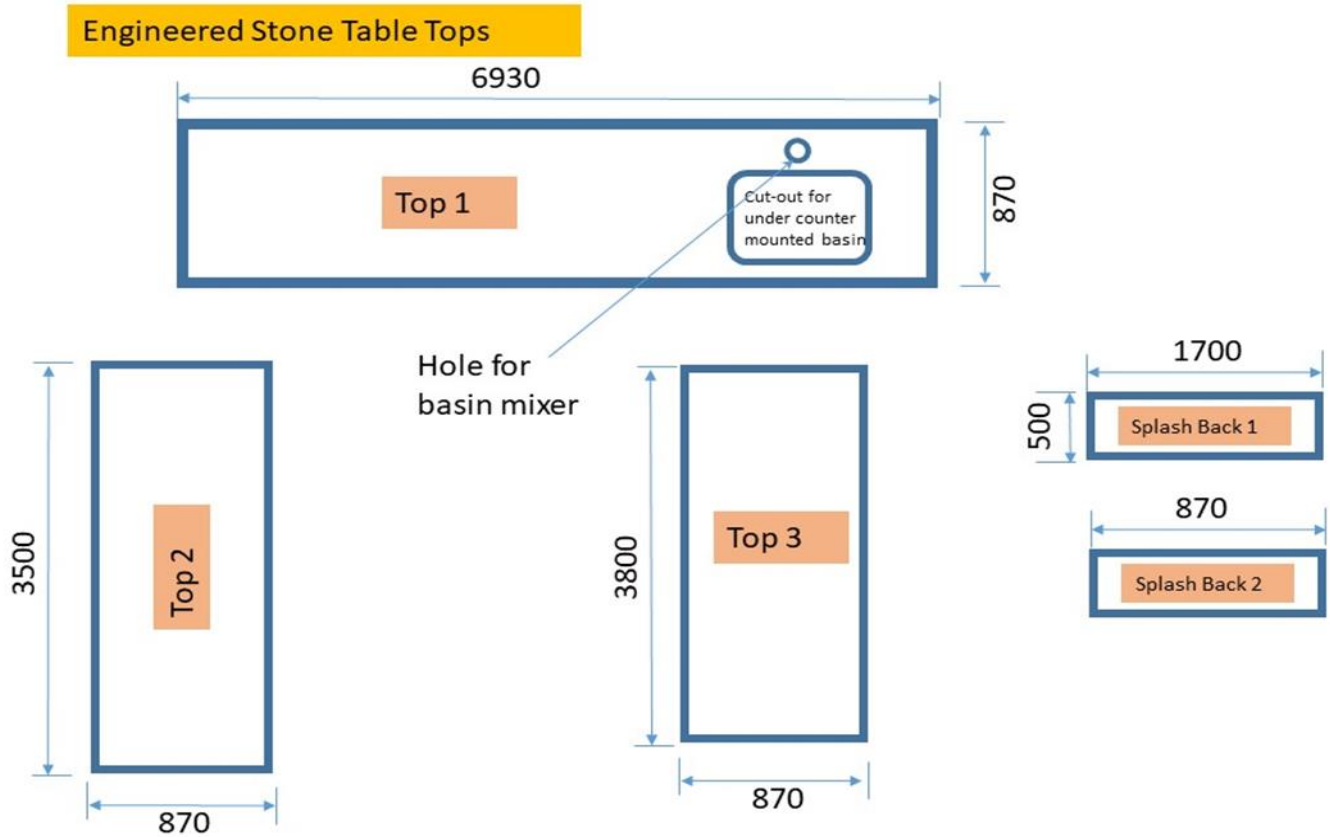 Engineered Stone Table Tops
6930
Top 1
Cut-out for
under counter
mounted basin
870
Hole for
basin mixer
3500
Top 2
870
3800
Top 3
870
1700
500
Splash Back 1
870
Splash Back 2